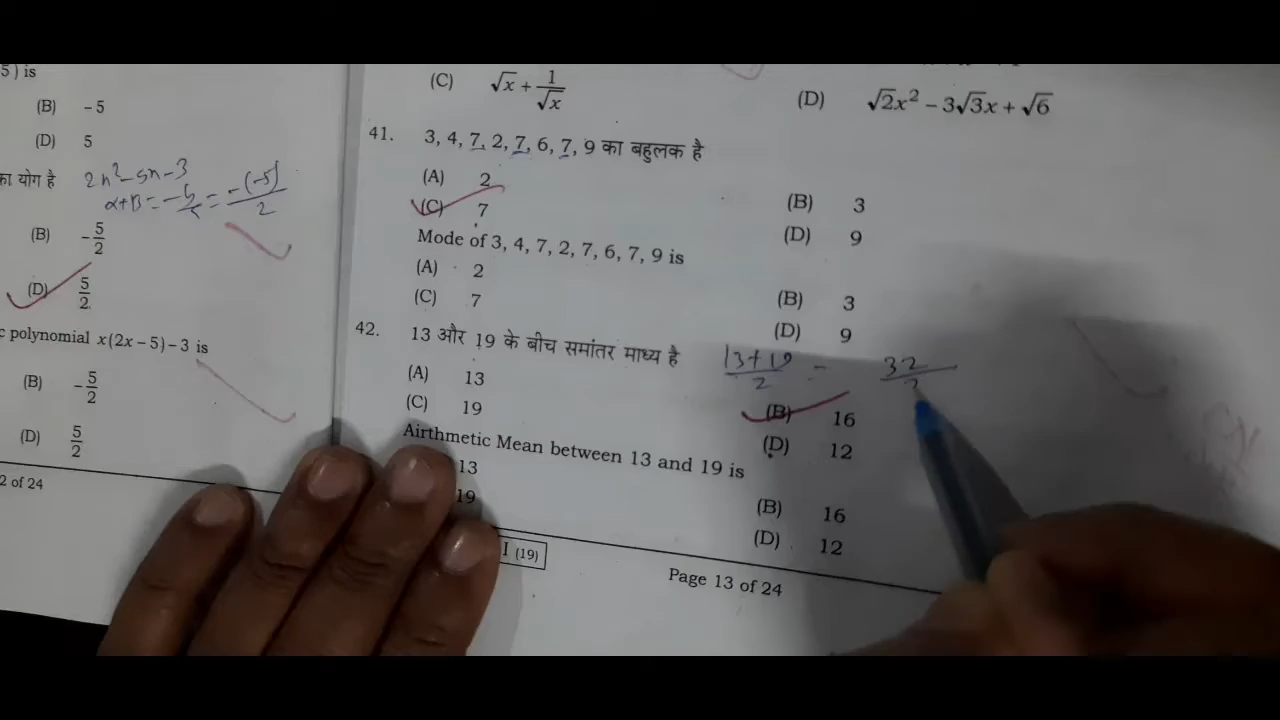 5) is
(B) - 5
(D) 5
का योग है 2x²-5x-3
α+β = = -(-5)/2
(B) -5/2
(D) 5/2
c polynomial x(2x − 5) − 3 is
(B) -5/2
(D) 5/2
2 of 24
(C) √x + 1/√x
(D) √2x² − 3√3x + √6
41. 3, 4, 7, 2, 7, 6, 7, 9 का बहुलक है
(A) 2
(B) 3
(C) 7
(D) 9
Mode of 3, 4, 7, 2, 7, 6, 7, 9 is
(A) 2
(B) 3
(C) 7
(D) 9
42. 13 और 19 के बीच समांतर माध्य है
13+19/2 = 32/2
(A) 13
(B) 16
(C) 19
(D) 12
Airthmetic Mean between 13 and 19 is
13
(B) 16
19
(D) 12
I (19)
Page 13 of 24